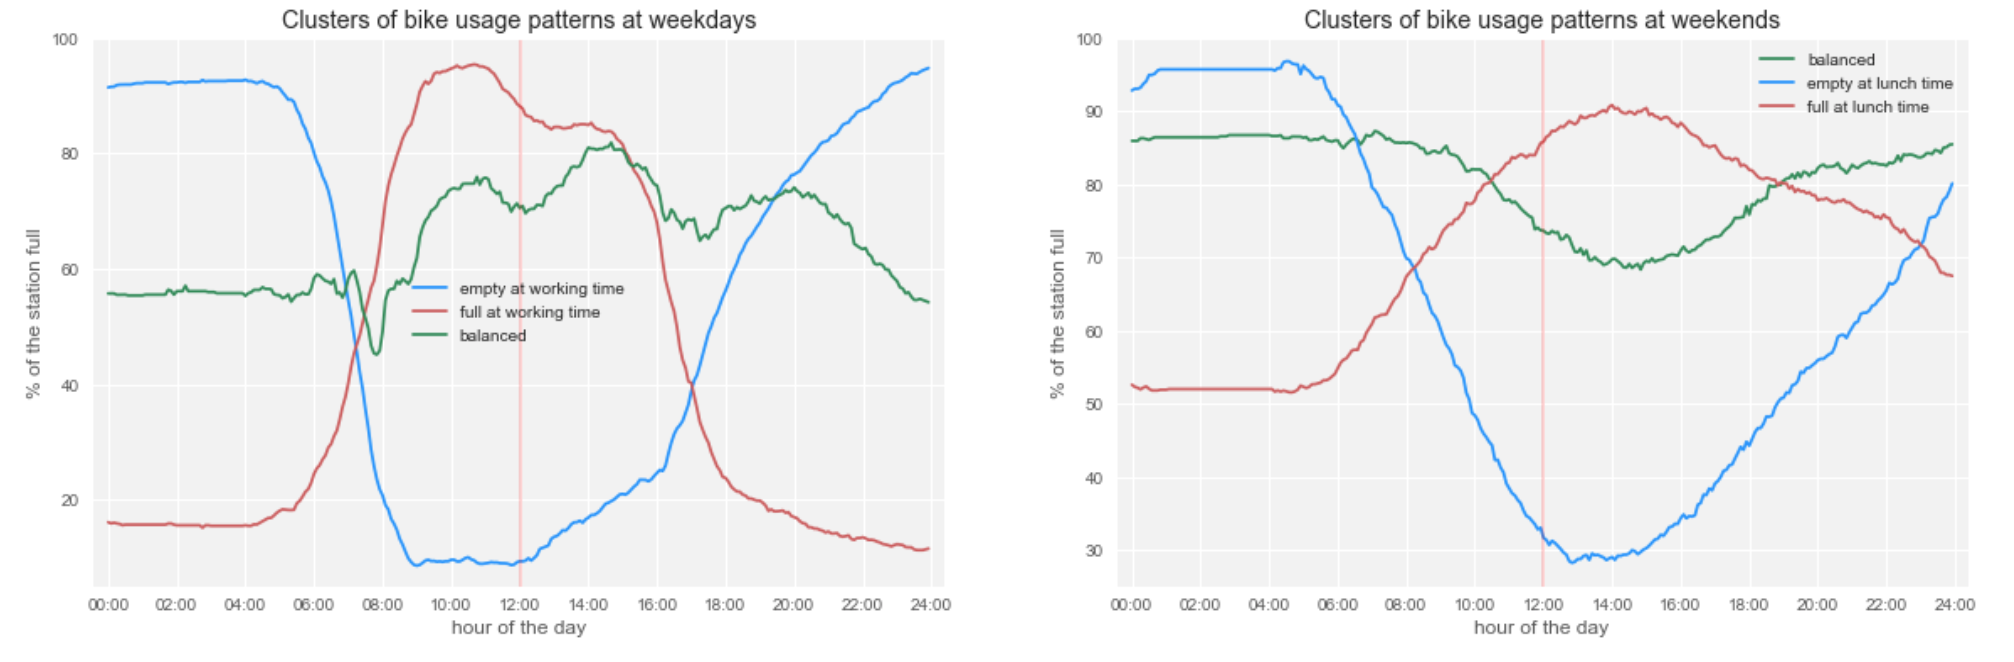 Clusters of bike usage patterns at weekdays
100
80
60
40
20
% of the station full
empty at working time
full at working time
balanced
00:00 02:00 04:00 06:00 08:00 10:00 12:00 14:00 16:00 18:00 20:00 22:00 24:00
hour of the day
Clusters of bike usage patterns at weekends
100
90
80
70
60
50
40
30
% of the station full
balanced
empty at lunch time
full at lunch time
00:00 02:00 04:00 06:00 08:00 10:00 12:00 14:00 16:00 18:00 20:00 22:00 24:00
hour of the day